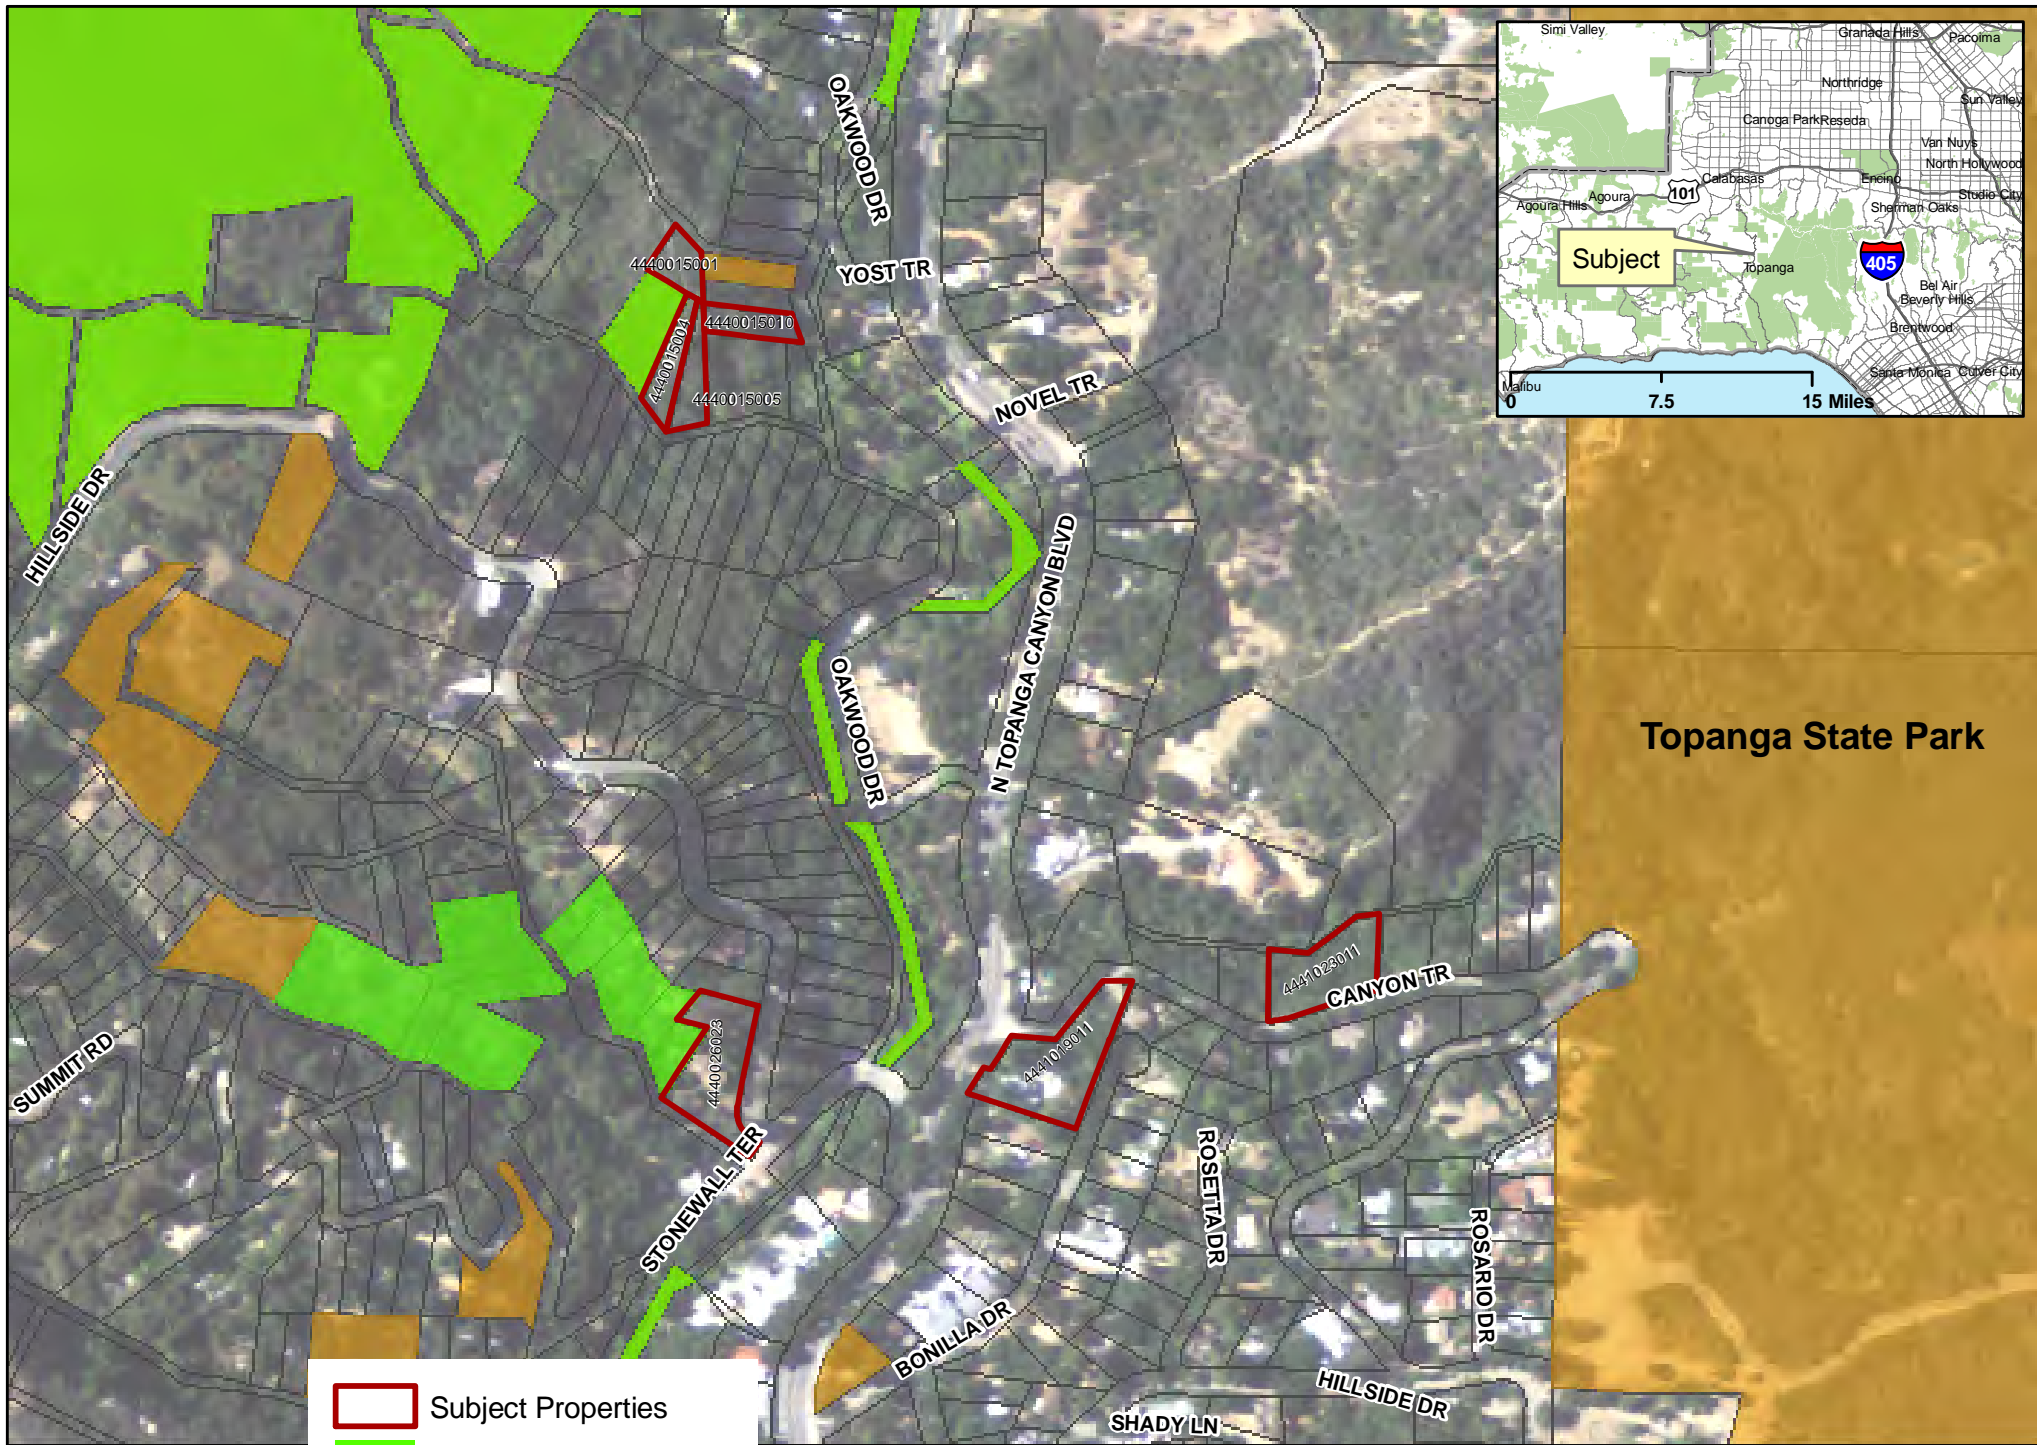 Simi Valley
Granada Hills
Pacoima
Northridge
Sun Valley
Canoga Park
Reseda
Van Nuys
North Hollywood
Calabasas
Encino
Studio City
Agoura
101
Agoura Hills
Sherman Oaks
Subject
Topanga
405
Bel Air
Beverly Hills
Brentwood
Santa Monica
Culver City
Malibu
0
7.5
15 Miles
OAKWOOD DR
YOST TR
4440015001
4440015010
4440015004
4440015005
NOVEL TR
HILLSIDE DR
N TOPANGA CANYON BLVD
OAKWOOD DR
Topanga State Park
4441023011
CANYON TR
4441019011
4440026023
SUMMIT RD
STONEWALL TER
ROSETTA DR
ROSARIO DR
BONILLA DR
HILLSIDE DR
SHADY LN
Subject Properties